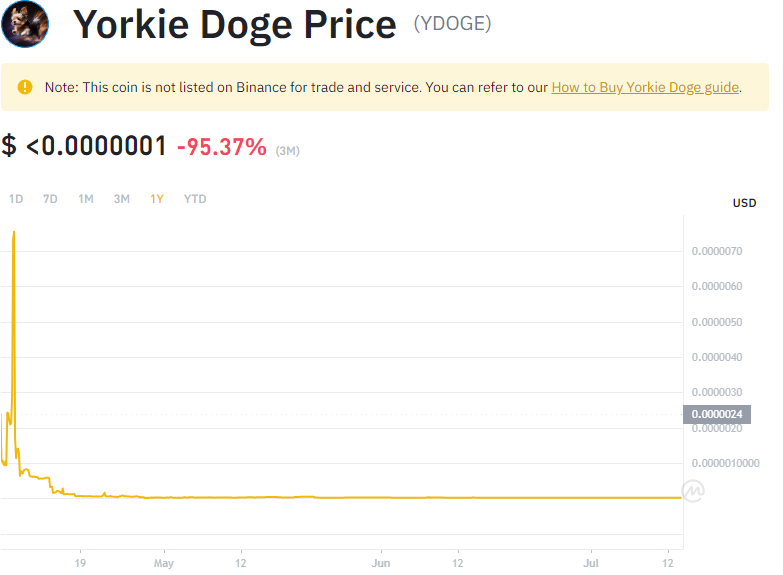 Yorkie Doge Price (YDOGE)
Note: This coin is not listed on Binance for trade and service. You can refer to our How to Buy Yorkie Doge guide.
$ <0.0000001 -95.37% (3M)
1D 7D 1M 3M 1Y YTD
USD
0.0000070
0.0000060
0.0000050
0.0000040
0.0000030
0.0000024
0.0000020
0.0000010000
19 May 12 Jun 12 Jul 12